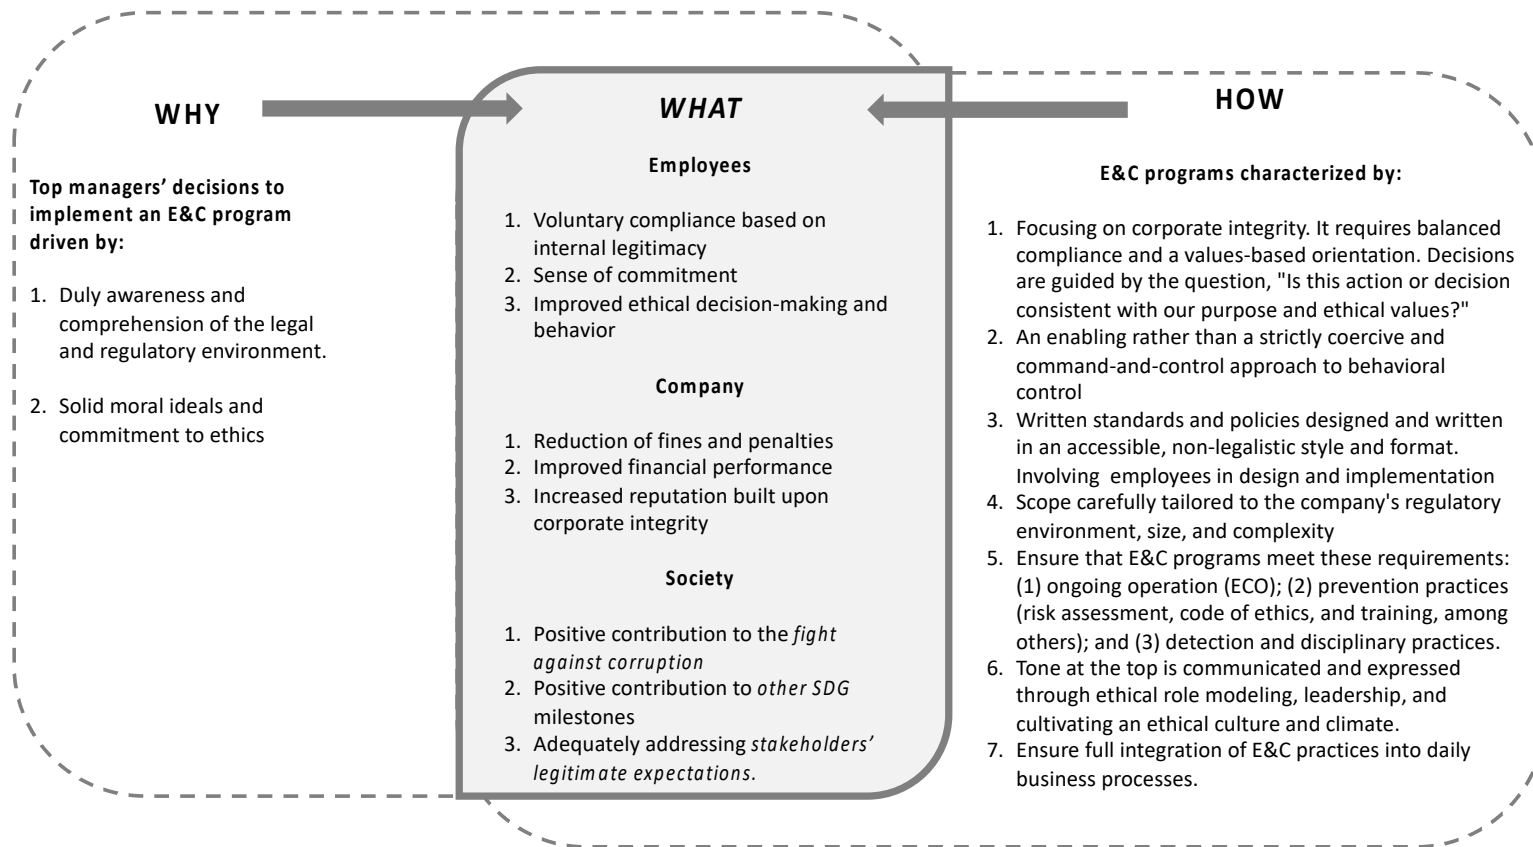 WHY
Top managers’ decisions to
implement an E&C program
driven by:
1. Duly awareness and
comprehension of the legal
and regulatory environment.
2. Solid moral ideals and
commitment to ethics
WHAT
Employees
1. Voluntary compliance based on
internal legitimacy
2. Sense of commitment
3. Improved ethical decision-making and
behavior
Company
1. Reduction of fines and penalties
2. Improved financial performance
3. Increased reputation built upon
corporate integrity
Society
1. Positive contribution to the fight
against corruption
2. Positive contribution to other SDG
milestones
3. Adequately addressing stakeholders’
legitimate expectations.
HOW
E&C programs characterized by:
1. Focusing on corporate integrity. It requires balanced
compliance and a values-based orientation. Decisions
are guided by the question, "Is this action or decision
consistent with our purpose and ethical values?"
2. An enabling rather than a strictly coercive and
command-and-control approach to behavioral
control
3. Written standards and policies designed and written
in an accessible, non-legalistic style and format.
Involving employees in design and implementation
4. Scope carefully tailored to the company's regulatory
environment, size, and complexity
5. Ensure that E&C programs meet these requirements:
(1) ongoing operation (ECO); (2) prevention practices
(risk assessment, code of ethics, and training, among
others); and (3) detection and disciplinary practices.
6. Tone at the top is communicated and expressed
through ethical role modeling, leadership, and
cultivating an ethical culture and climate.
7. Ensure full integration of E&C practices into daily
business processes.